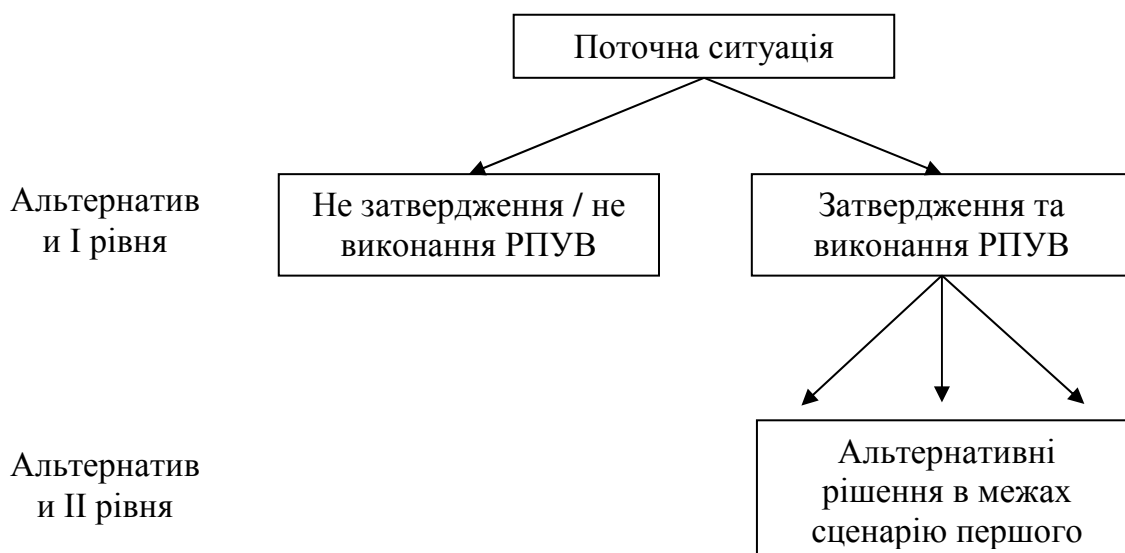 Поточна ситуація
Альтернатив
и І рівня
Не затвердження / не
виконання РПУВ
Затвердження та
виконання РПУВ
Альтернатив
и ІІ рівня
Альтернативні
рішення в межах
сценарію першого